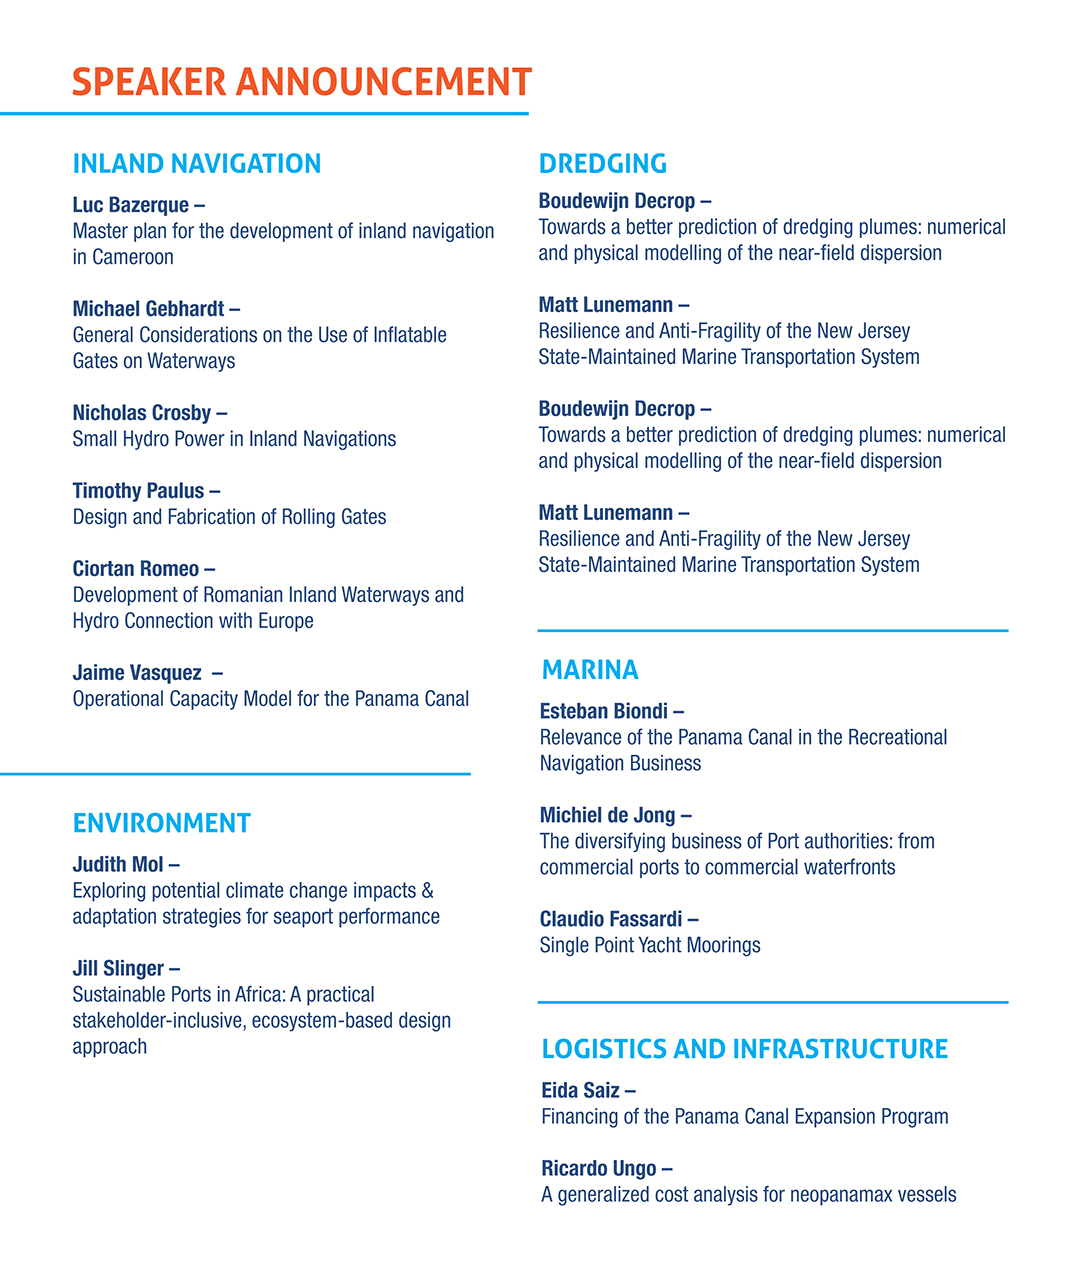 SPEAKER ANNOUNCEMENT
INLAND NAVIGATION
Luc Bazerque –
Master plan for the development of inland navigation
in Cameroon
Michael Gebhardt –
General Considerations on the Use of Inflatable
Gates on Waterways
Nicholas Crosby –
Small Hydro Power in Inland Navigations
Timothy Paulus –
Design and Fabrication of Rolling Gates
Ciortan Romeo –
Development of Romanian Inland Waterways and
Hydro Connection with Europe
Jaime Vasquez  –
Operational Capacity Model for the Panama Canal
ENVIRONMENT
Judith Mol –
Exploring potential climate change impacts &
adaptation strategies for seaport performance
Jill Slinger –
Sustainable Ports in Africa: A practical
stakeholder-inclusive, ecosystem-based design
approach
DREDGING
Boudewijn Decrop –
Towards a better prediction of dredging plumes: numerical
and physical modelling of the near-field dispersion
Matt Lunemann –
Resilience and Anti-Fragility of the New Jersey
State-Maintained Marine Transportation System
Boudewijn Decrop –
Towards a better prediction of dredging plumes: numerical
and physical modelling of the near-field dispersion
Matt Lunemann –
Resilience and Anti-Fragility of the New Jersey
State-Maintained Marine Transportation System
MARINA
Esteban Biondi –
Relevance of the Panama Canal in the Recreational
Navigation Business
Michiel de Jong –
The diversifying business of Port authorities: from
commercial ports to commercial waterfronts
Claudio Fassardi –
Single Point Yacht Moorings
LOGISTICS AND INFRASTRUCTURE
Eida Saiz –
Financing of the Panama Canal Expansion Program
Ricardo Ungo –
A generalized cost analysis for neopanamax vessels